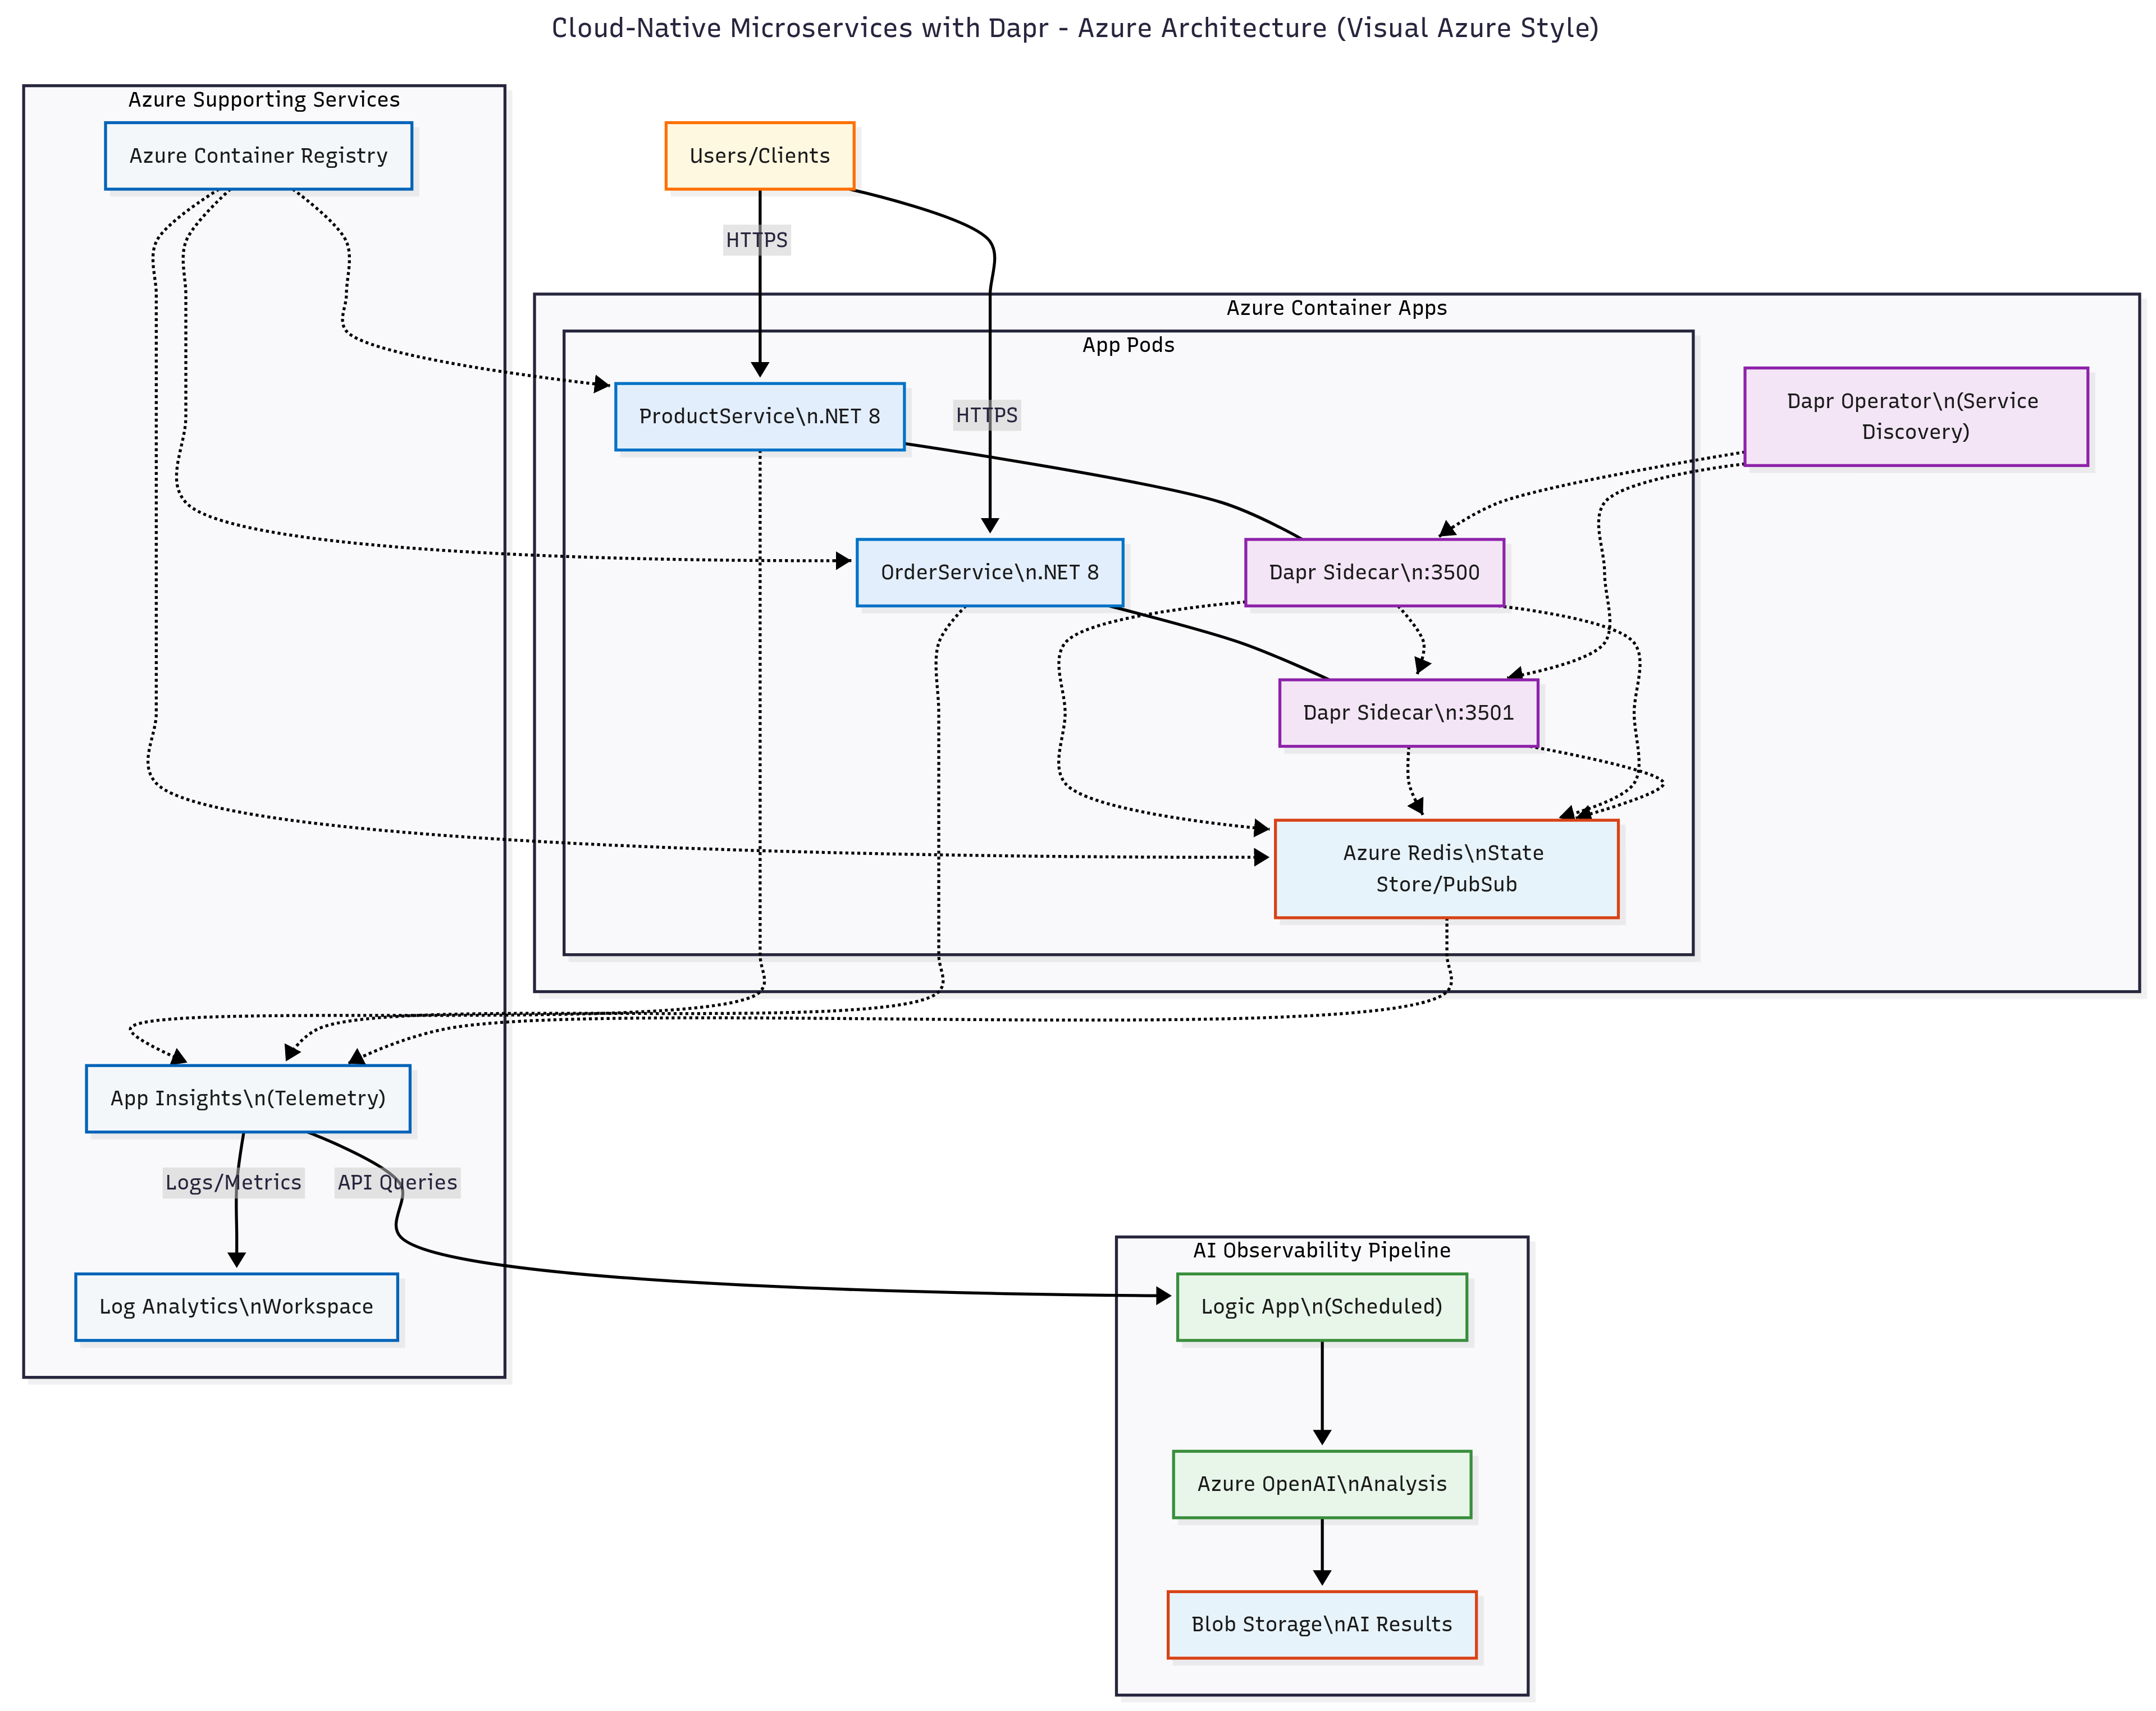 Cloud-Native Microservices with Dapr - Azure Architecture (Visual Azure Style)
Azure Supporting Services
Azure Container Registry
Users/Clients
HTTPS
Azure Container Apps
App Pods
ProductService\n.NET 8
HTTPS
Dapr Operator\n(Service
Discovery)
OrderService\n.NET 8
Dapr Sidecar\n:3500
Dapr Sidecar\n:3501
Azure Redis\nState
Store/PubSub
App Insights\n(Telemetry)
Logs/Metrics
API Queries
Log Analytics\nWorkspace
AI Observability Pipeline
Logic App\n(Scheduled)
Azure OpenAI\nAnalysis
Blob Storage\nAI Results